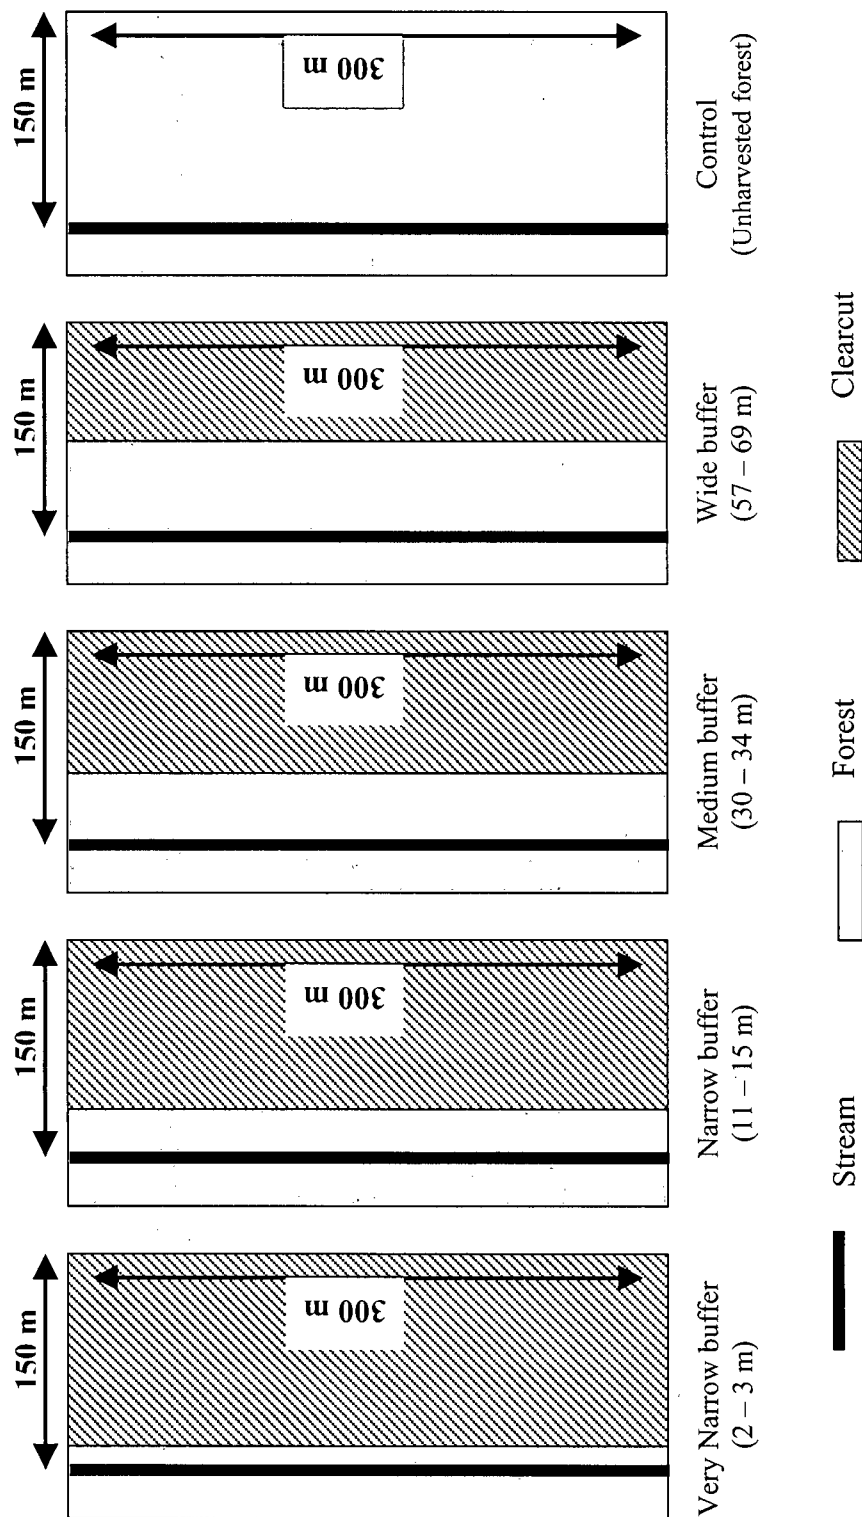 150 m
300 m
Very Narrow buffer
(2 – 3 m)
150 m
300 m
Narrow buffer
(11 – 15 m)
150 m
300 m
Medium buffer
(30 – 34 m)
150 m
300 m
Wide buffer
(57 – 69 m)
150 m
300 m
Control
(Unharvested forest)
Stream
Forest
Clearcut